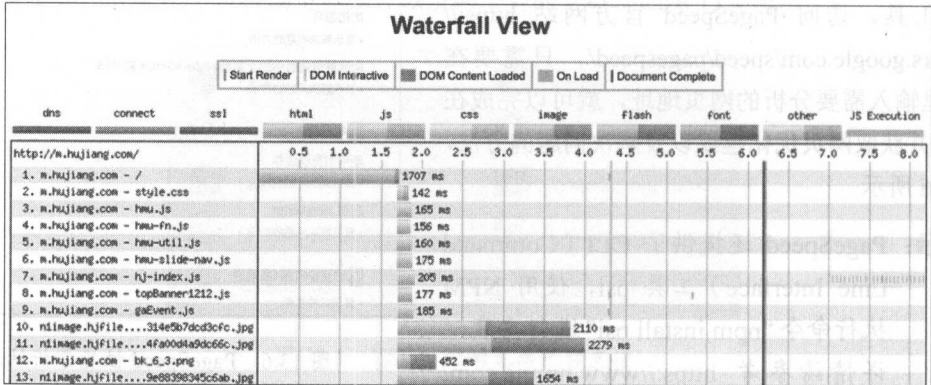 Waterfall View
Start Render DOM Interactive DOM Content Loaded On Load Document Complete
dns connect ssl html js css image flash font other JS Execution
http://m.hujiang.com/ 0.5 1.0 1.5 2.0 2.5 3.0 3.5 4.0 4.5 5.0 5.5 6.0 6.5 7.0 7.5 8.0
1. m.hujiang.com - / 1707 ms
2. m.hujiang.com - style.css 142 ms
3. m.hujiang.com - hmu.js 165 ms
4. m.hujiang.com - hmu-fn.js 156 ms
5. m.hujiang.com - hmu-util.js 160 ms
6. m.hujiang.com - hmu-slide-nav.js 175 ms
7. m.hujiang.com - hj-index.js 205 ms
8. m.hujiang.com - topBanner1212.js 177 ms
9. m.hujiang.com - gaEvent.js 185 ms
10. niimage.hjfile....314e5b7dcd3cfc.jpg 2110 ms
11. niimage.hjfile....4fa00d4a9dc66c.jpg 2279 ms
12. m.hujiang.com - bk_6_3.png 452 ms
13. niimage.hjfile....9e88398345c6ab.jpg 1654 ms